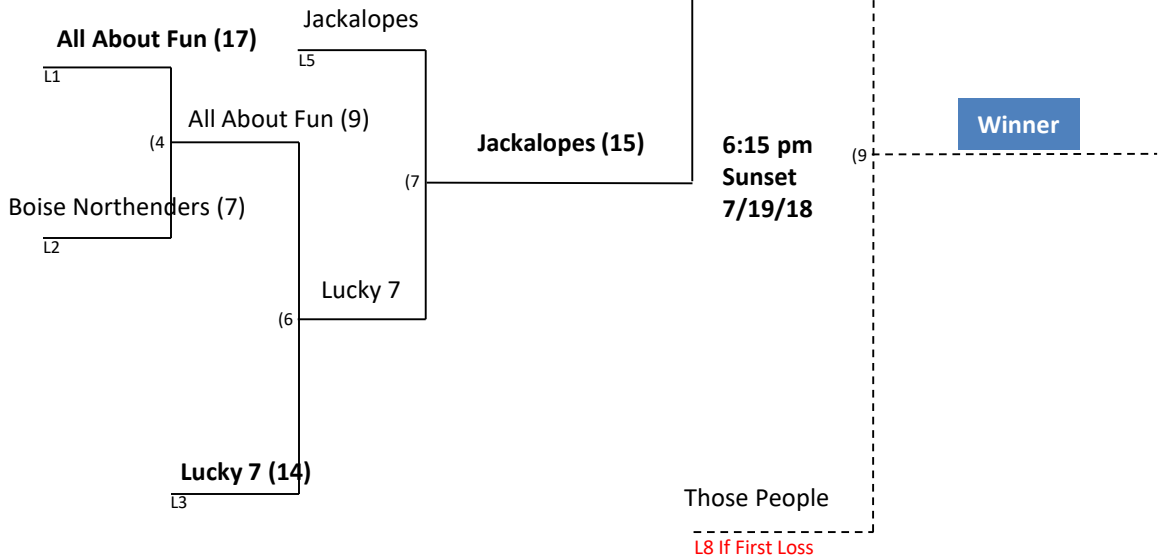 Jackalopes
All About Fun (17)
L5
L1
All About Fun (9)
Winner
(4
Jackalopes (15)
6:15 pm
(9
Sunset
(7
7/19/18
Boise Northenders (7)
L2
Lucky 7
(6
Lucky 7 (14)
L3
Those People
L8 If First Loss